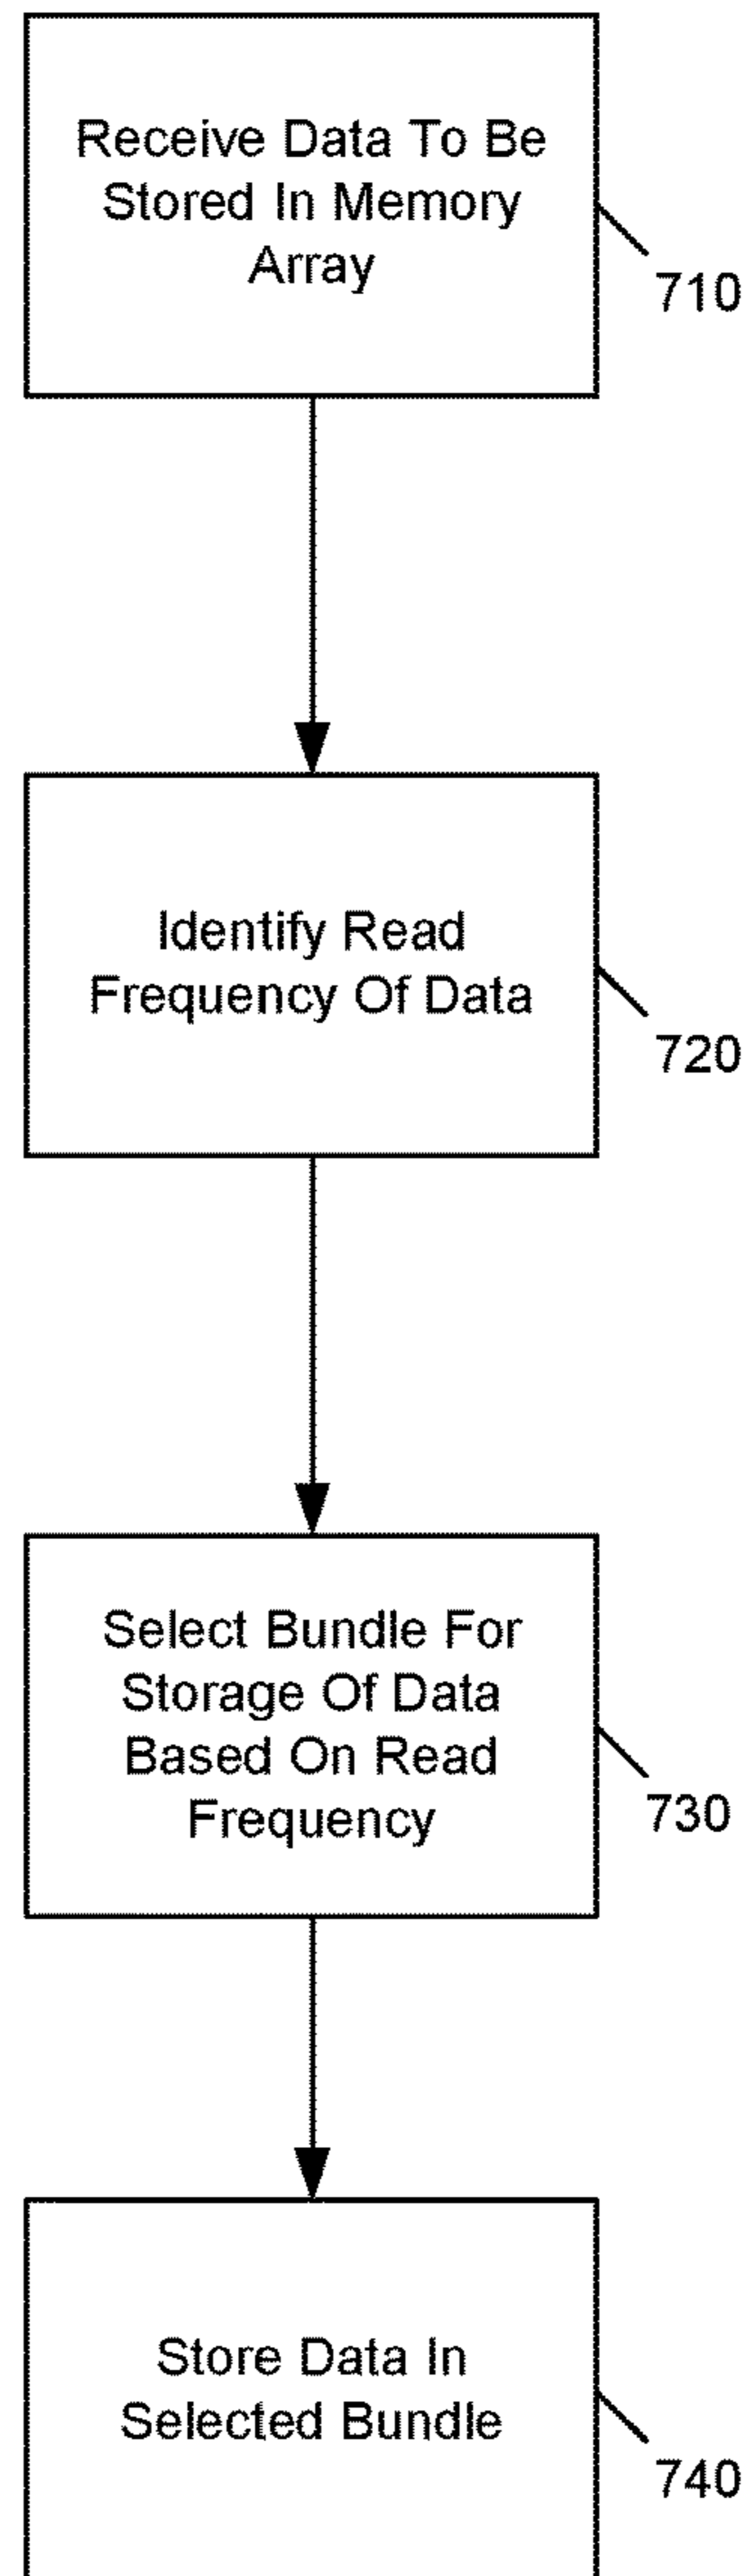 Receive Data To Be
Stored In Memory
Array
710
Identify Read
Frequency Of Data
720
Select Bundle For
Storage Of Data
Based On Read
Frequency
730
Store Data In
Selected Bundle
740